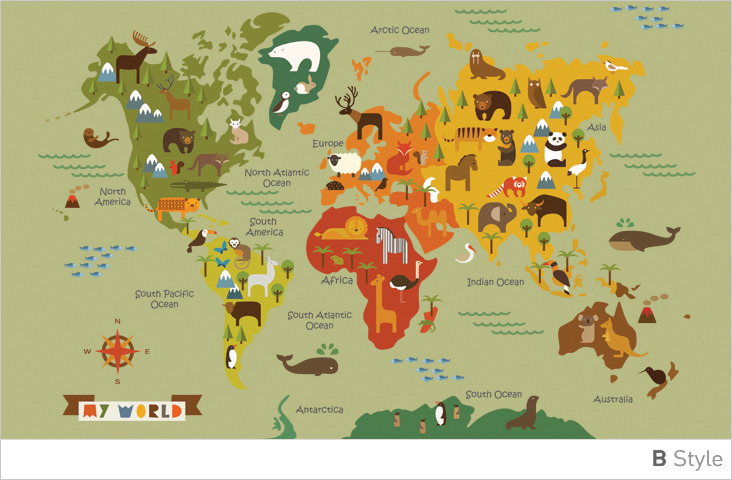 Arctic Ocean
Europe
Asia
North Atlantic
Ocean
North
America
South
America
Africa
Indian Ocean
South Pacific
Ocean
South Atlantic
Ocean
N
W E
S
MY WORLD
South Ocean
Antarctica
Australia
B Style